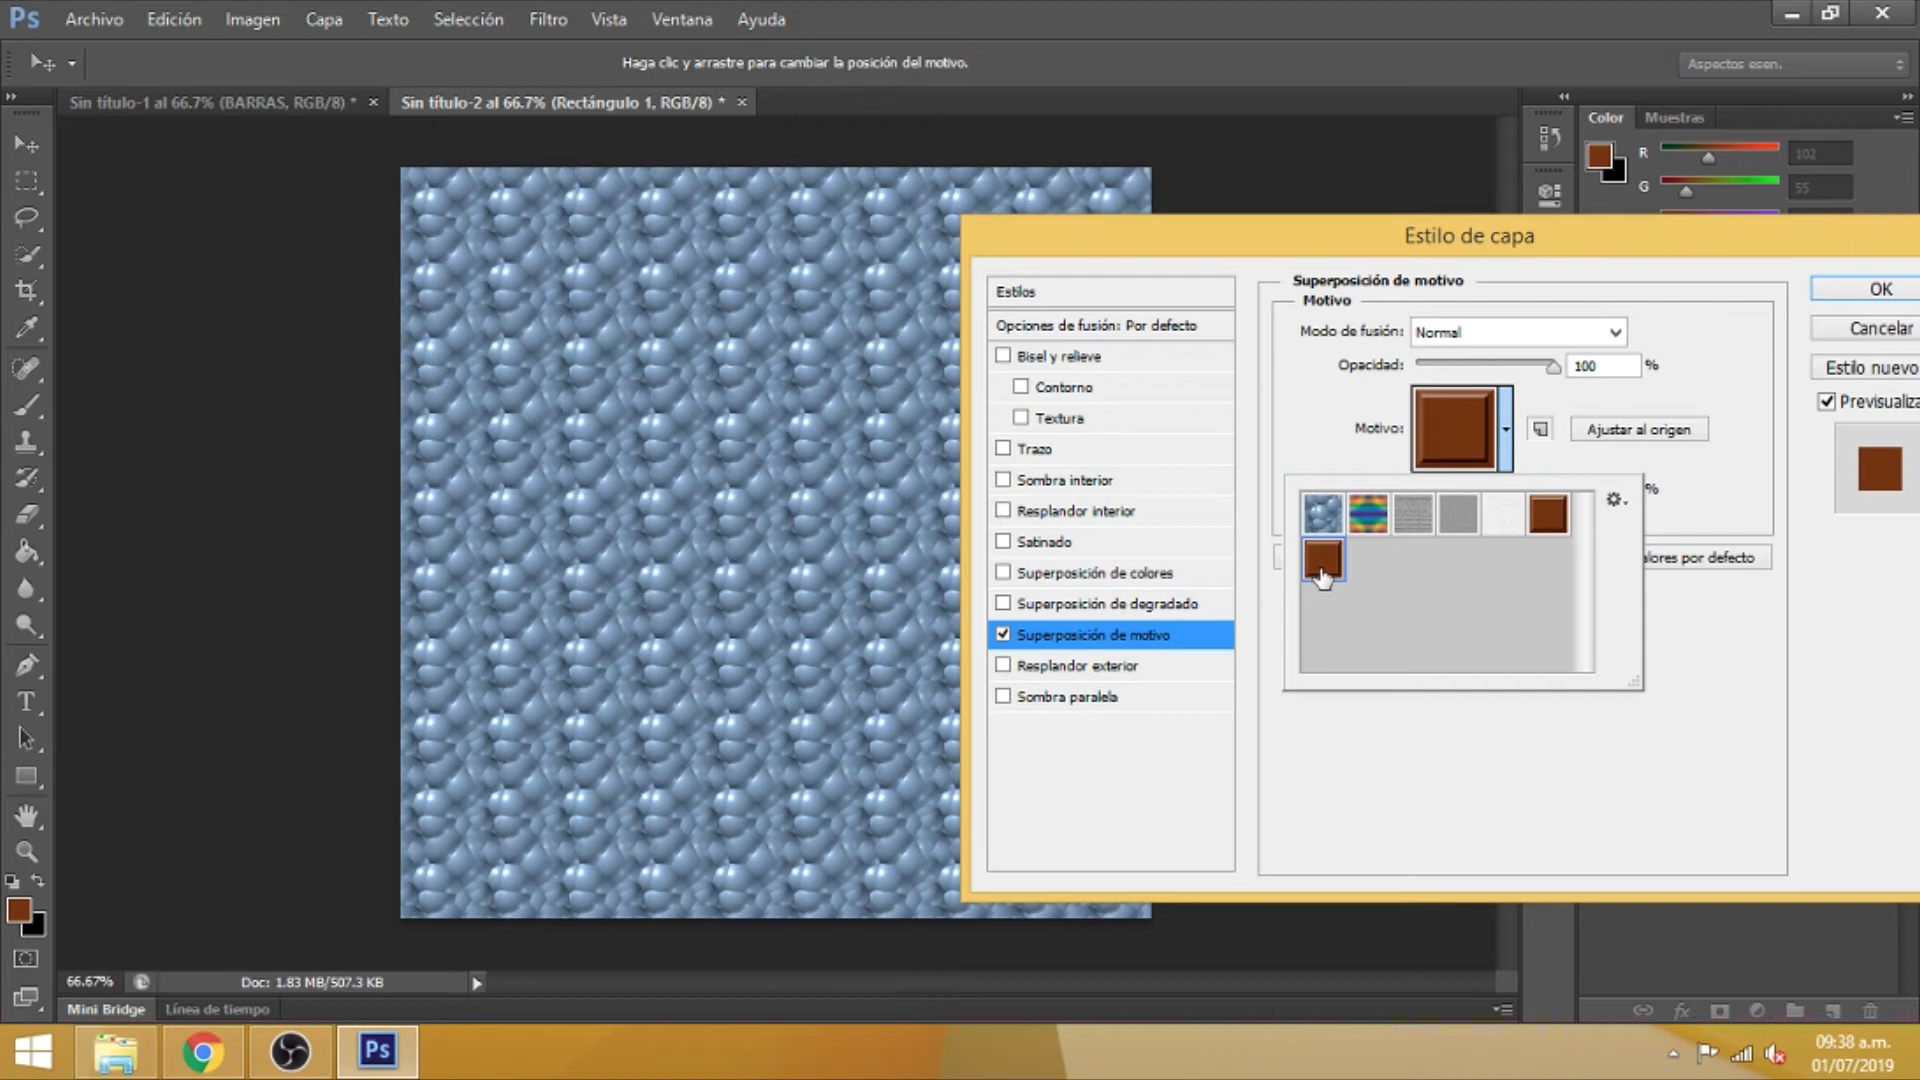 Ps Archivo Edición Imagen Capa Texto Selección Filtro Vista Ventana Ayuda
Haga clic y arrastre para cambiar la posición del motivo.
Aspectos esen.
Sin título-1 al 66.7% (BARRAS, RGB/8) * × Sin título-2 al 66.7% (Rectángulo 1, RGB/8) * ×
Color Muestras
R 102
G 55
Estilo de capa
Estilos
Opciones de fusión: Por defecto
Bisel y relieve
Contorno
Textura
Trazo
Sombra interior
Resplandor interior
Satinado
Superposición de colores
Superposición de degradado
Superposición de motivo
Resplandor exterior
Sombra paralela
Superposición de motivo
Motivo
Modo de fusión: Normal
Opacidad: 100 %
Motivo: Ajustar al origen
%
alores por defecto
OK
Cancelar
Estilo nuevo
Previsualiza
T
66.67% Doc: 1.83 MB/507.3 KB
Mini Bridge Línea de tiempo
fx
Ps
09:38 a.m.
01/07/2019